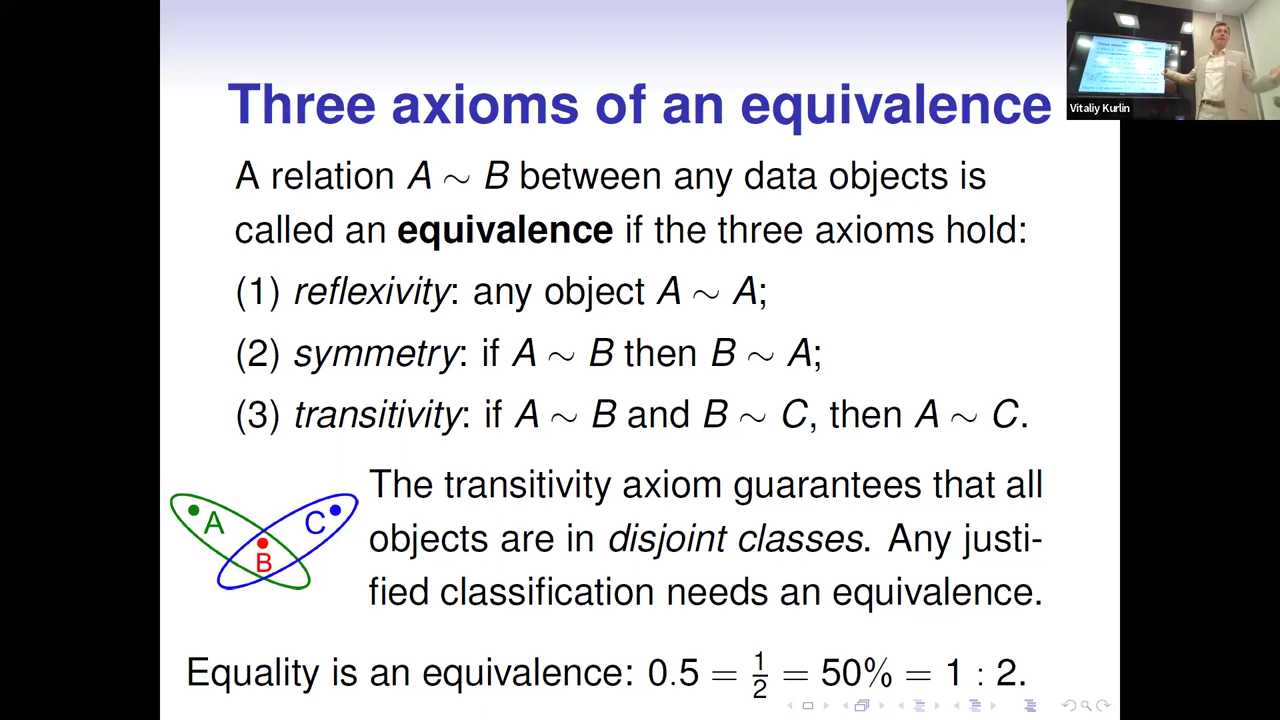 Three axioms of an equivalence
Vitaliy Kurlin
A relation A ∼ B between any data objects is
called an equivalence if the three axioms hold:
(1) reflexivity: any object A ∼ A;
(2) symmetry: if A ∼ B then B ∼ A;
(3) transitivity: if A ∼ B and B ∼ C, then A ∼ C.
A
C
B
The transitivity axiom guarantees that all
objects are in disjoint classes. Any justi-
fied classification needs an equivalence.
Equality is an equivalence: 0.5 = 1/2 = 50% = 1 : 2.